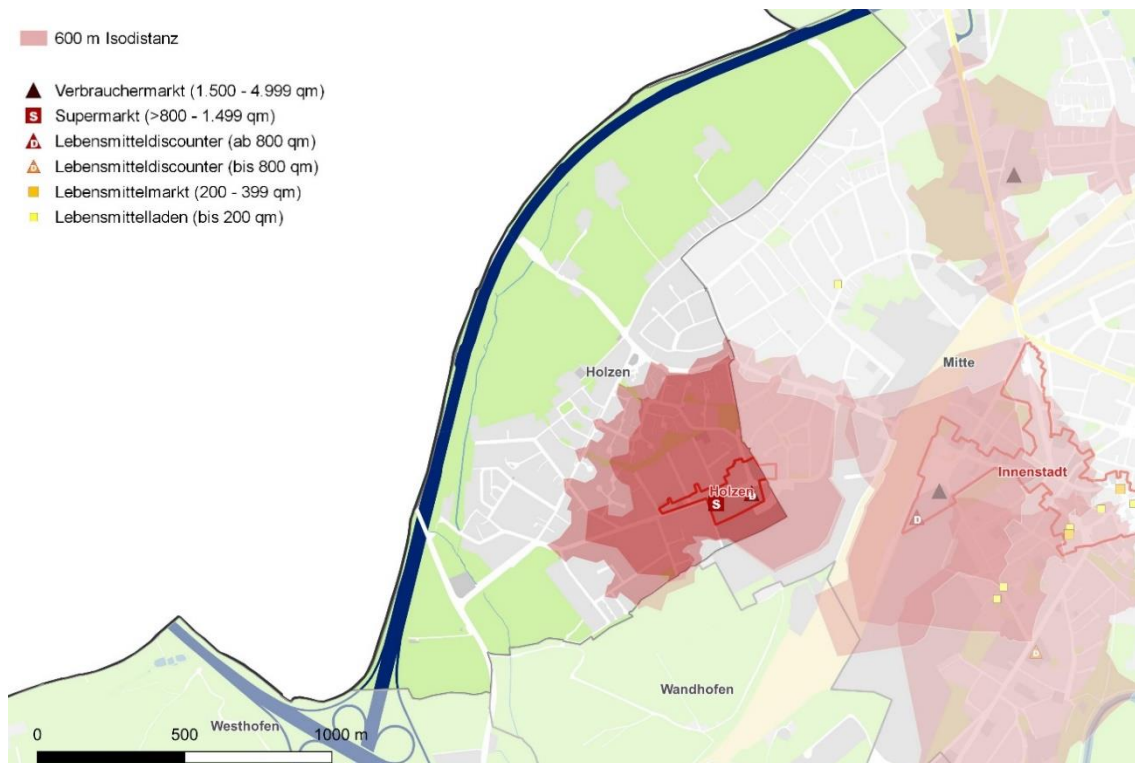 600 m Isodistanz
Verbrauchermarkt (1.500 - 4.999 qm)
S Supermarkt (>800 - 1.499 qm)
D Lebensmitteldiscounter (ab 800 qm)
D Lebensmitteldiscounter (bis 800 qm)
Lebensmittelmarkt (200 - 399 qm)
Lebensmittelladen (bis 200 qm)
Holzen
Mitte
Innenstadt
Holzen
S
D
D
D
Wandhofen
Westhofen
0 500 1000 m